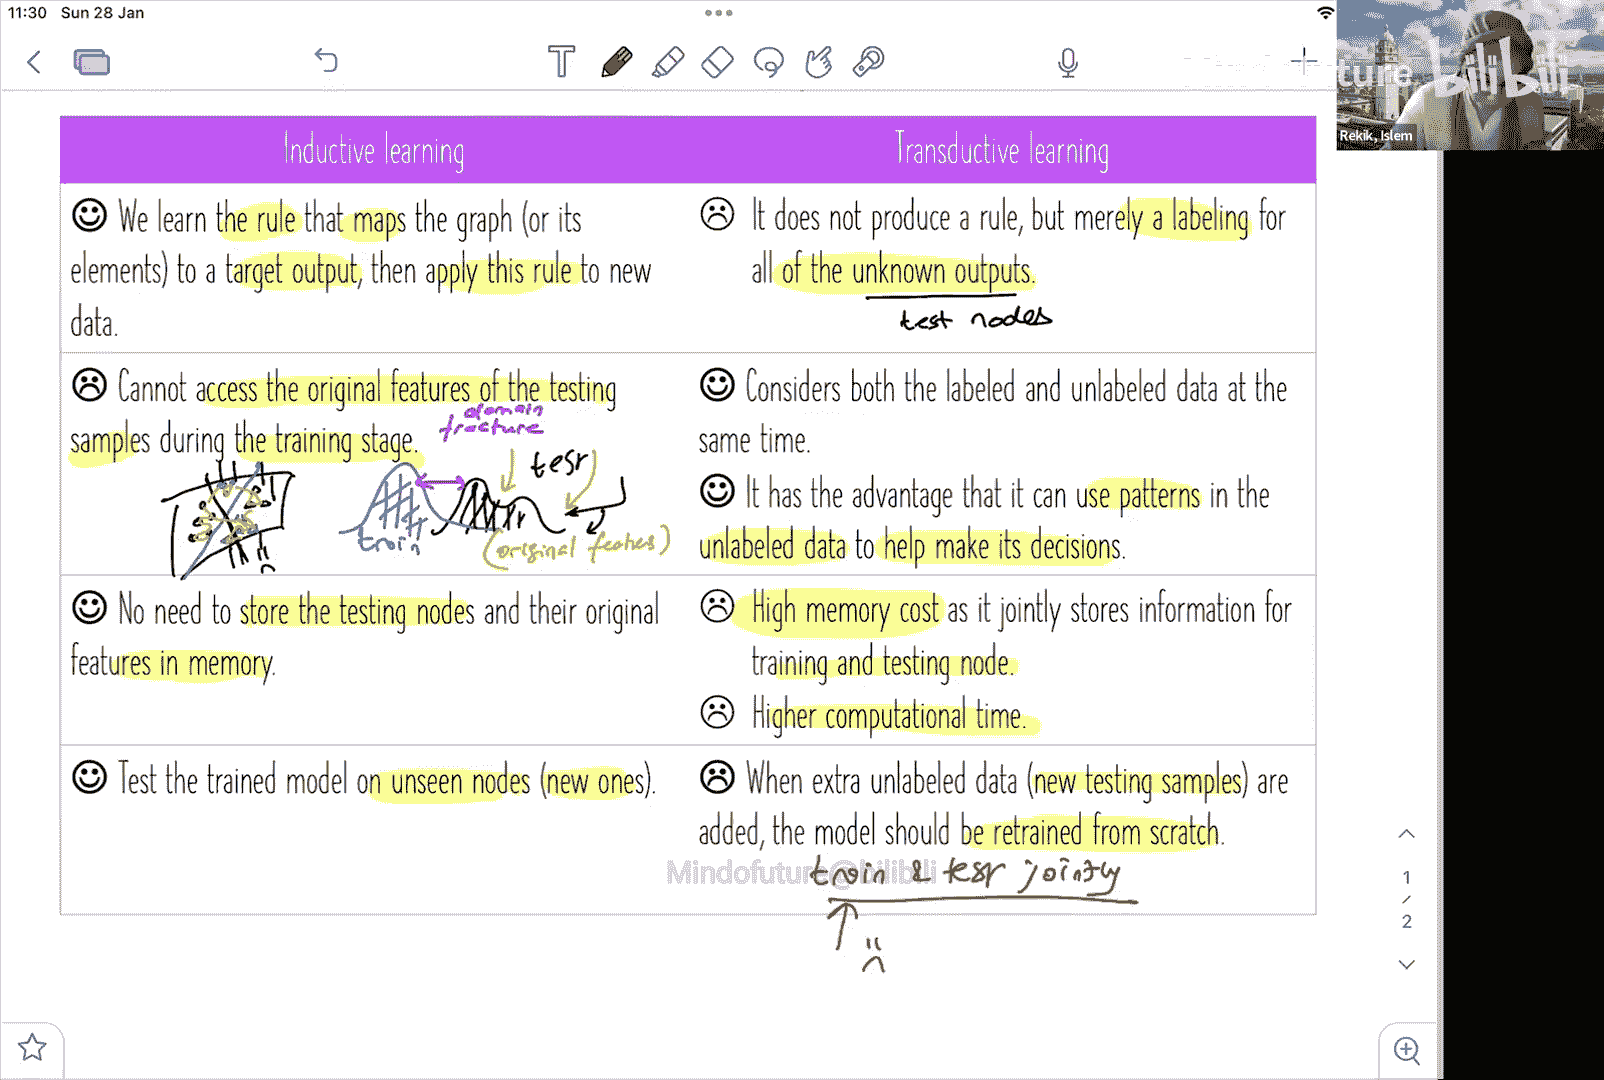 11:30 Sun 28 Jan
ture bilibili
Rekik, Islem
Inductive learning
Transductive learning
☺ We learn the rule that maps the graph (or its
elements) to a target output, then apply this rule to new
data.
☹ It does not produce a rule, but merely a labeling for
all of the unknown outputs.
test nodes
☹ Cannot access the original features of the testing
samples during the training stage.
domain
fracture
test
train
(original featres)
☺ Considers both the labeled and unlabeled data at the
same time.
☺ It has the advantage that it can use patterns in the
unlabeled data to help make its decisions.
☺ No need to store the testing nodes and their original
features in memory.
☹ High memory cost as it jointly stores information for
training and testing node.
☹ Higher computational time.
☺ Test the trained model on unseen nodes (new ones).
☹ When extra unlabeled data (new testing samples) are
added, the model should be retrained from scratch.
Mindofuture@bilibili
train & test jointly
1
/
2